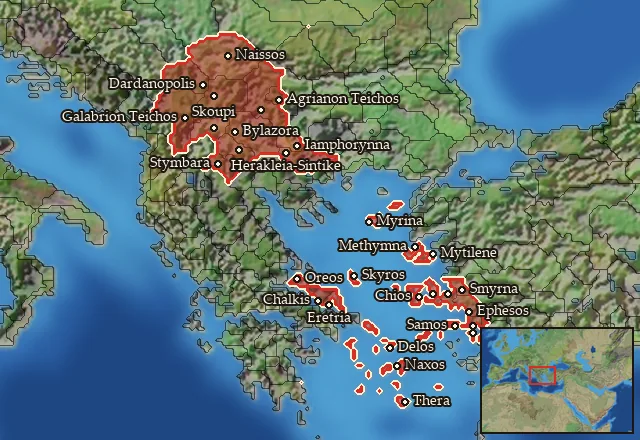 Naissos
Dardanopolis
Agrianon Teichos
Skoupi
Galabrion Teichos
Bylazora
Iamphorynna
Stymbara
Herakleia-Sintike
Myrina
Methymna
Mytilene
Skyros
Oreos
Smyrna
Chios
Chalkis
Ephesos
Eretria
Samos
Delos
Naxos
Thera